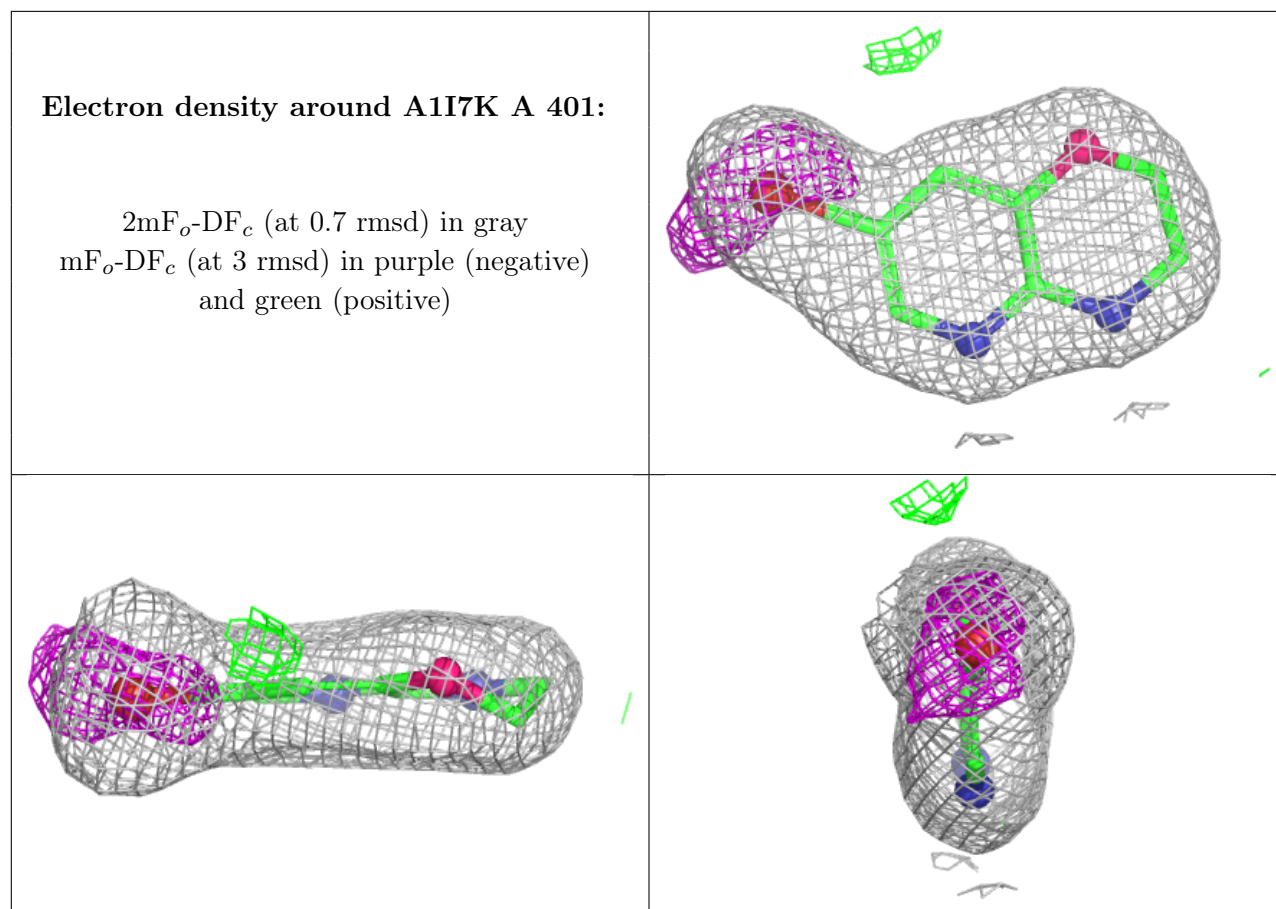 Electron density around A1I7K A 401:
2mFo-DFc (at 0.7 rmsd) in gray
mFo-DFc (at 3 rmsd) in purple (negative)
and green (positive)